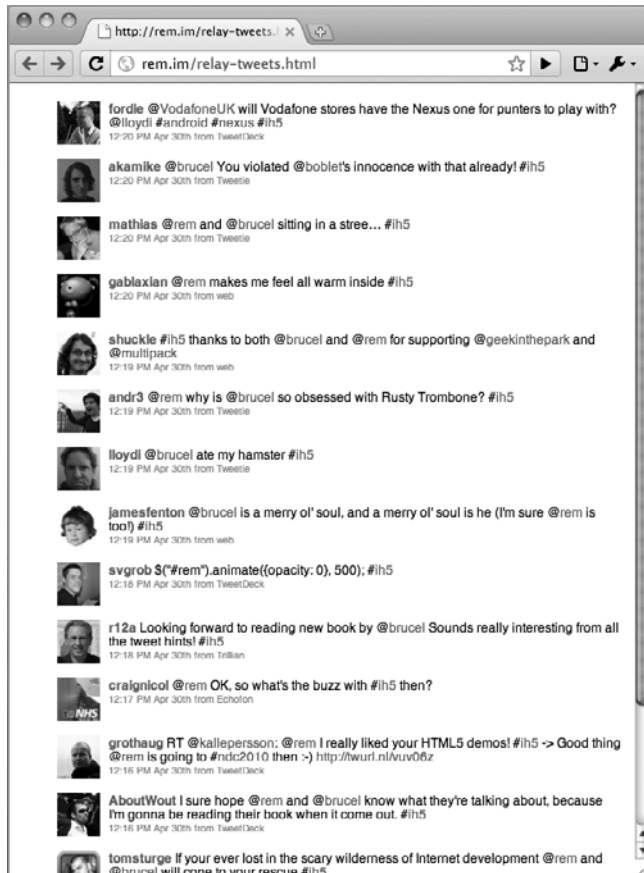 http://rem.im/relay-tweets.
rem.im/relay-tweets.html
fordie @VodafoneUK will Vodafone stores have the Nexus one for punters to play with?
@lloydi #android #nexus #ih5
12:20 PM Apr 30th from TweetDeck
akamike @brucel You violated @boblet's innocence with that already! #ih5
12:20 PM Apr 30th from Tweetie
mathias @rem and @brucel sitting in a stree... #ih5
12:20 PM Apr 30th from Tweetie
gablaxian @rem makes me feel all warm inside #ih5
12:20 PM Apr 30th from web
shuckle #ih5 thanks to both @brucel and @rem for supporting @geekinthepark and
@multipack
12:19 PM Apr 30th from web
andr3 @rem why is @brucel so obsessed with Rusty Trombone? #ih5
12:19 PM Apr 30th from Tweetie
lloydi @brucel ate my hamster #ih5
12:19 PM Apr 30th from Tweetie
jamesfenton @brucel is a merry ol' soul, and a merry ol' soul is he (I'm sure @rem is
too!) #ih5
12:19 PM Apr 30th from web
svgrob $("#rem").animate({opacity: 0}, 500); #ih5
12:18 PM Apr 30th from TweetDeck
r12a Looking forward to reading new book by @brucel Sounds really interesting from all
the tweet hints! #ih5
12:18 PM Apr 30th from Trillian
craignicol @rem OK, so what's the buzz with #ih5 then?
12:17 PM Apr 30th from Echofon
NHS
grothaug RT @kallepersson: @rem I really liked your HTML5 demos! #ih5 -> Good thing
@rem is going to #ndc2010 then :-) http://twurl.nl/vuv06z
12:16 PM Apr 30th from TweetDeck
AboutWout I sure hope @rem and @brucel know what they're talking about, because
I'm gonna be reading their book when it come out. #ih5
12:16 PM Apr 30th from TweetDeck
tomsturge If your ever lost in the scary wilderness of Internet development @rem and
@brucel will come to your rescue #ih5